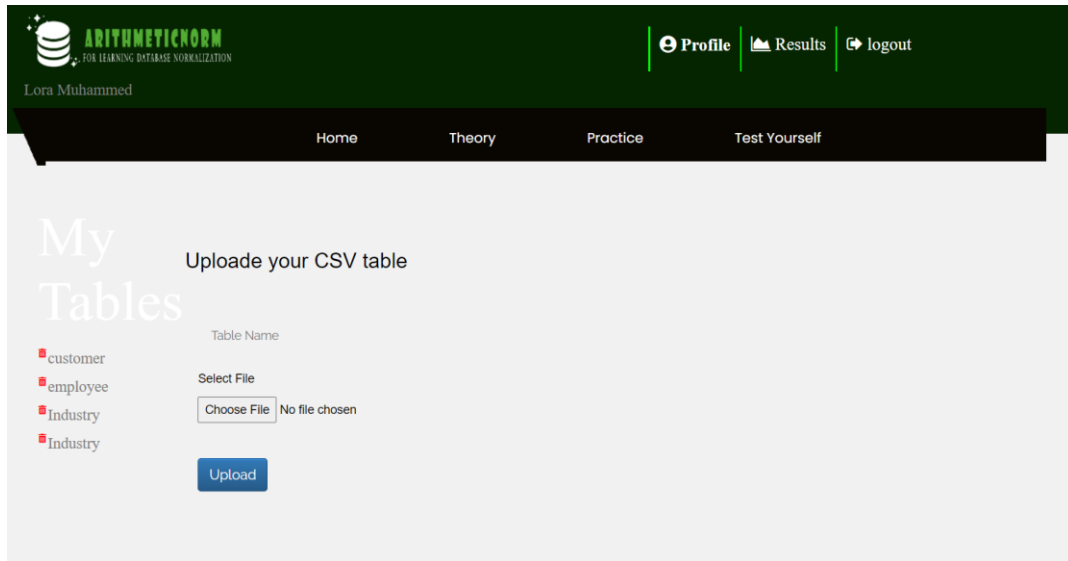 ARITHMETICNORM
FOR LEARNING DATABASE NORMALIZATION
Profile
Results
logout
Lora Muhammed
Home
Theory
Practice
Test Yourself
My
Tables
customer
employee
Industry
Industry
Uploade your CSV table
Table Name
Select File
Choose File No file chosen
Upload